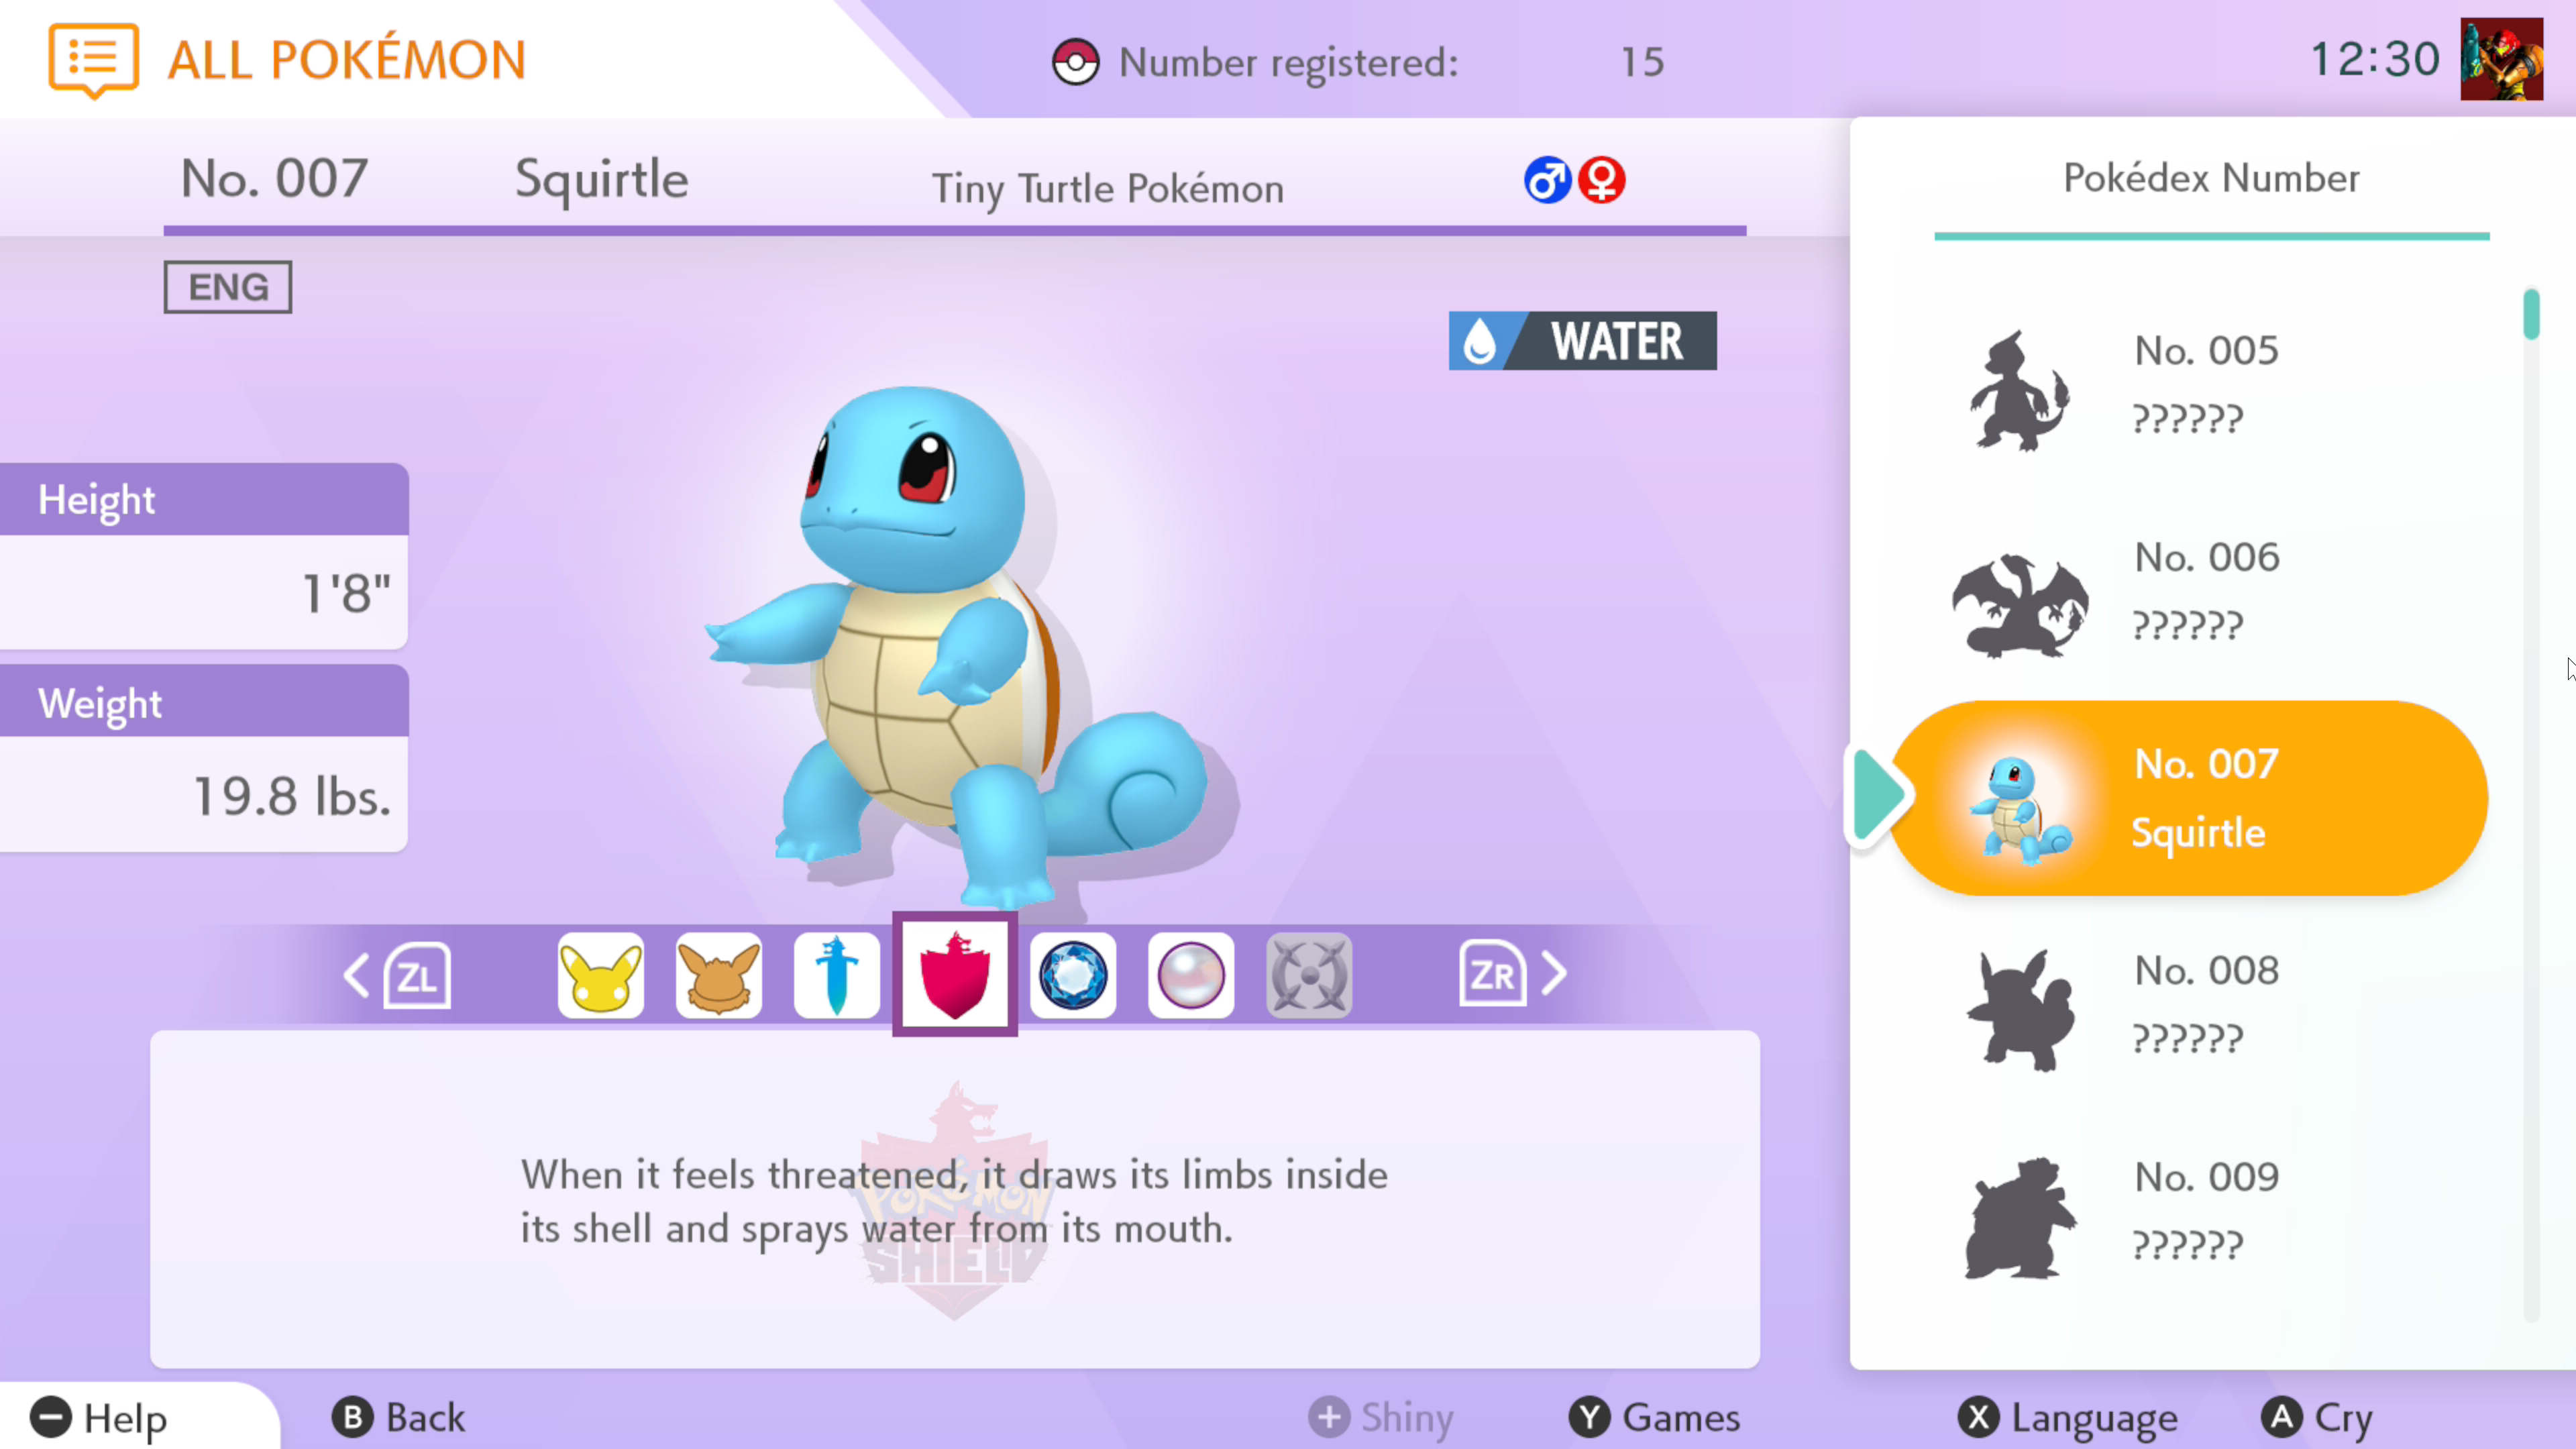 ALL POKÉMON
Number registered: 15
12:30
No. 007 Squirtle Tiny Turtle Pokémon
ENG
WATER
Height
1'8"
Weight
19.8 lbs.
ZL
ZR
POKÉMON
SHIELD
When it feels threatened, it draws its limbs inside
its shell and sprays water from its mouth.
Pokédex Number
No. 005
??????
No. 006
??????
No. 007
Squirtle
No. 008
??????
No. 009
??????
Help
B Back
Shiny
Y Games
X Language
A Cry